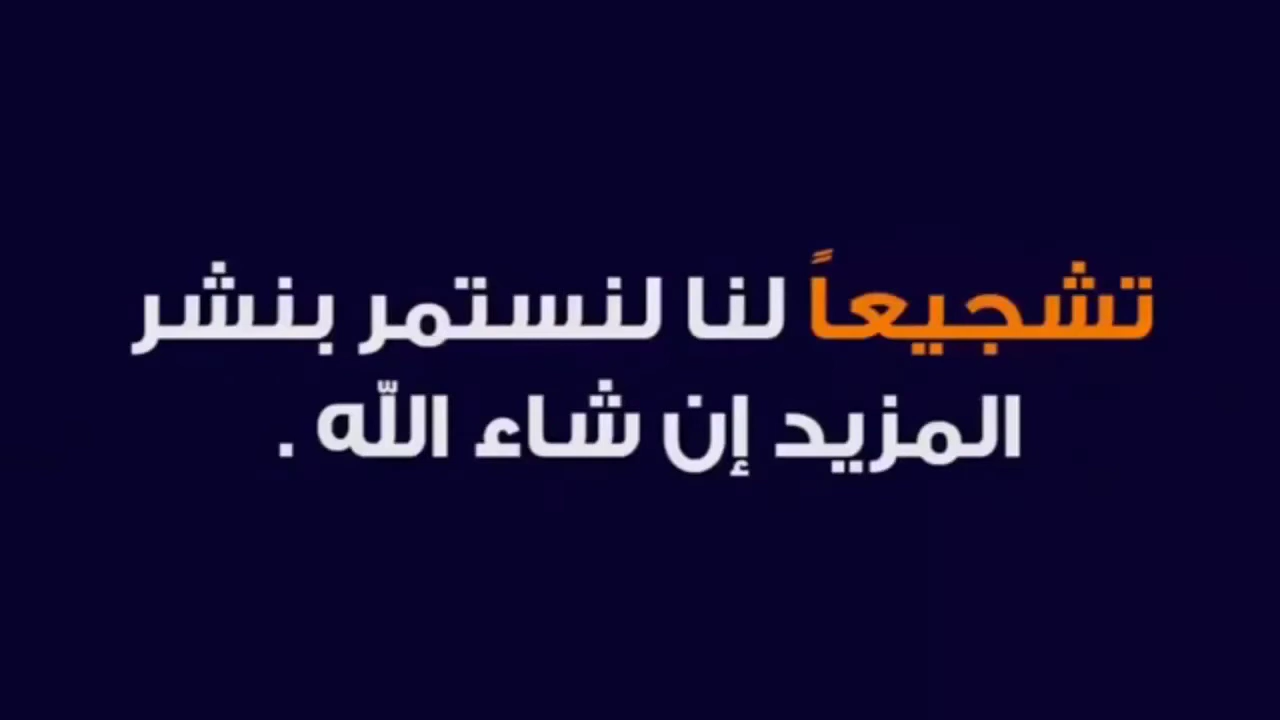 تشجيعاً لنا لنستمر بنشر
المزيد إن شاء اللّه .